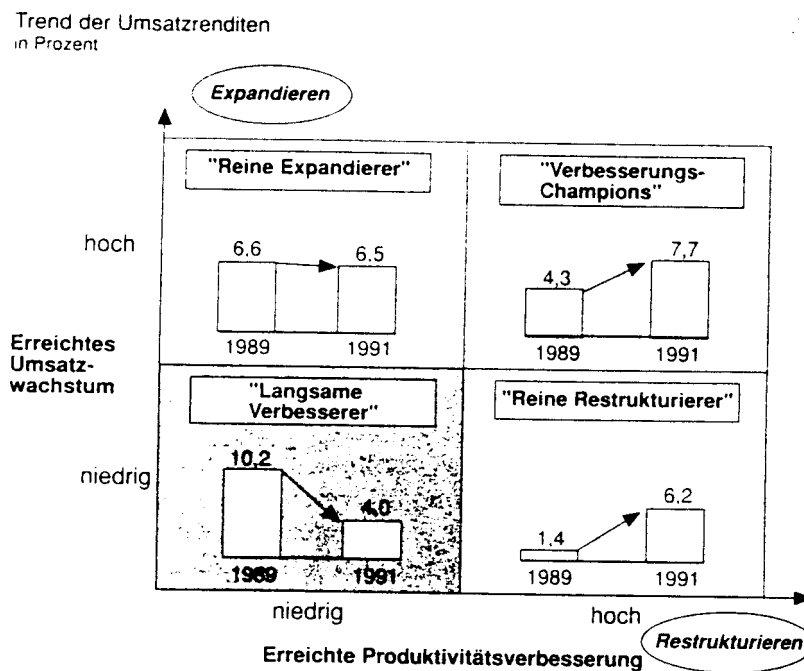 Trend der Umsatzrenditen
in Prozent
Expandieren
"Reine Expandierer"
"Verbesserungs-
Champions"
hoch
6.6
6.5
4,3
7,7
1989
1991
1989
1991
Erreichtes
Umsatz-
wachstum
"Langsame
Verbesserer"
"Reine Restrukturierer"
niedrig
10,2
4,0
1,4
6,2
1989
1991
1989
1991
niedrig
hoch
Erreichte Produktivitätsverbesserung
Restrukturieren